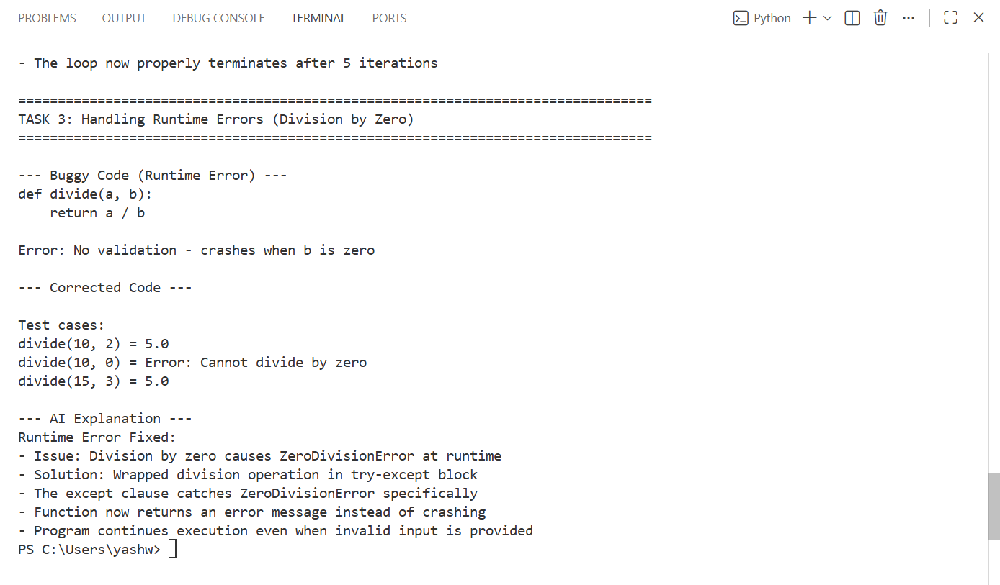 PROBLEMS OUTPUT DEBUG CONSOLE TERMINAL PORTS Python
- The loop now properly terminates after 5 iterations
================================================================================
TASK 3: Handling Runtime Errors (Division by Zero)
================================================================================
--- Buggy Code (Runtime Error) ---
def divide(a, b):
    return a / b
Error: No validation - crashes when b is zero
--- Corrected Code ---
Test cases:
divide(10, 2) = 5.0
divide(10, 0) = Error: Cannot divide by zero
divide(15, 3) = 5.0
--- AI Explanation ---
Runtime Error Fixed:
- Issue: Division by zero causes ZeroDivisionError at runtime
- Solution: Wrapped division operation in try-except block
- The except clause catches ZeroDivisionError specifically
- Function now returns an error message instead of crashing
- Program continues execution even when invalid input is provided
PS C:\Users\yashw>